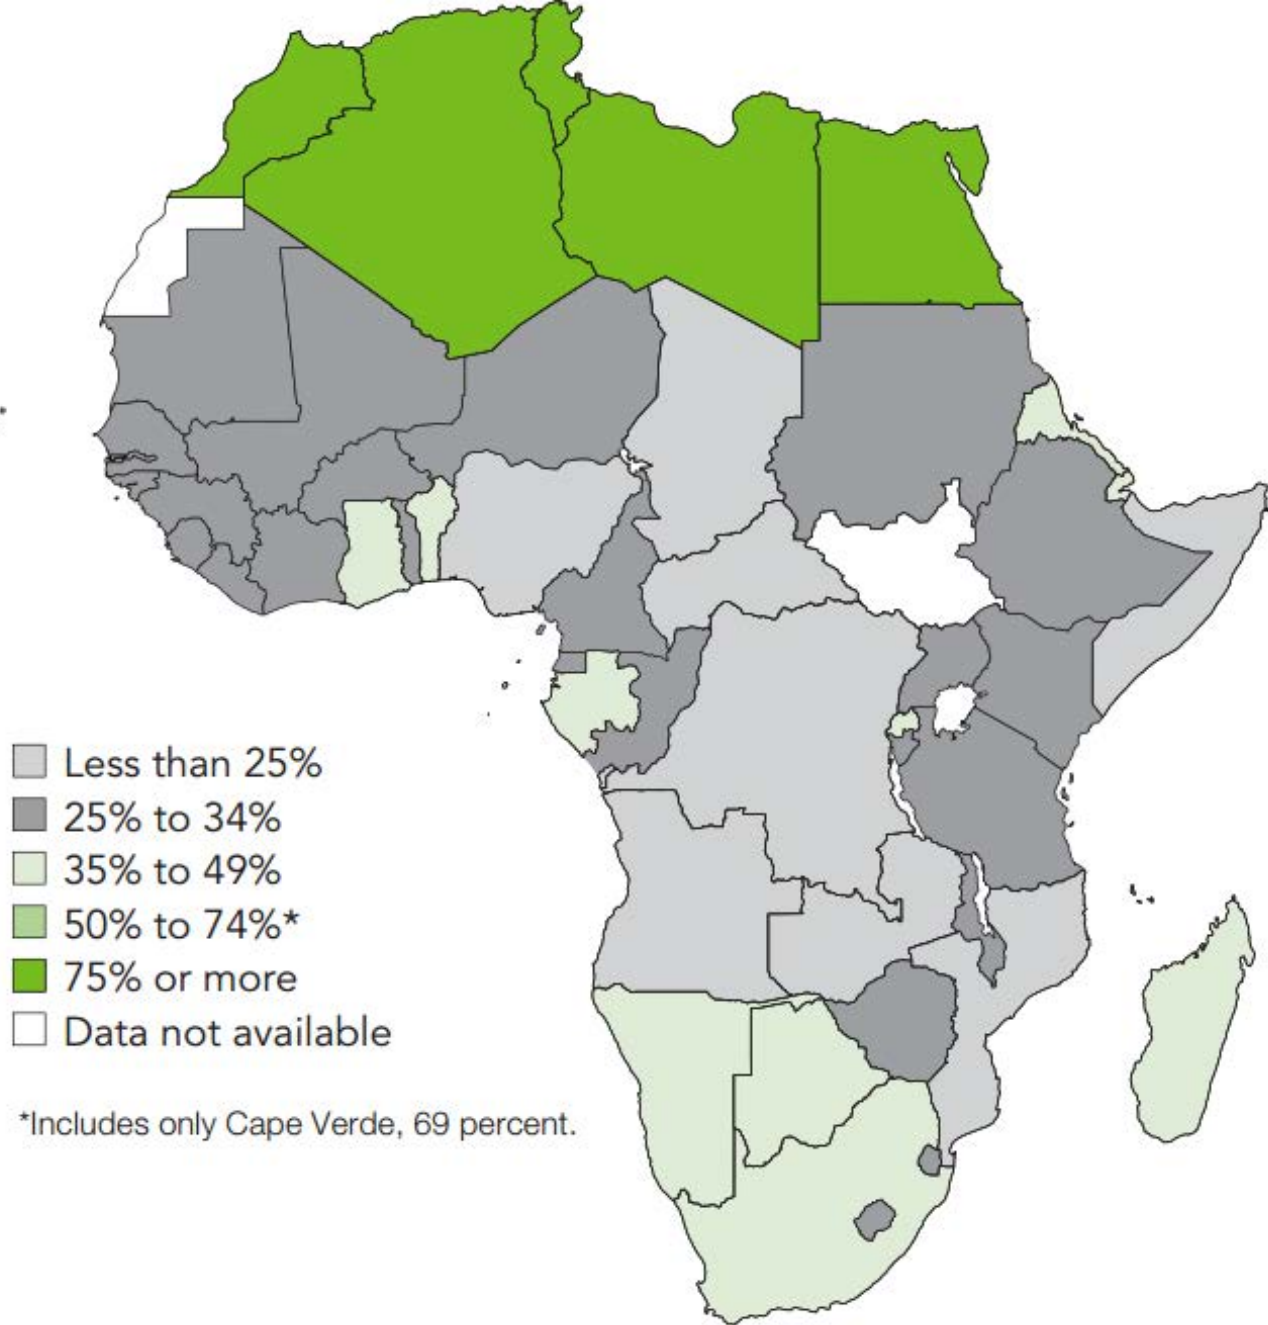 Less than 25%
25% to 34%
35% to 49%
50% to 74%*
75% or more
Data not available
*Includes only Cape Verde, 69 percent.